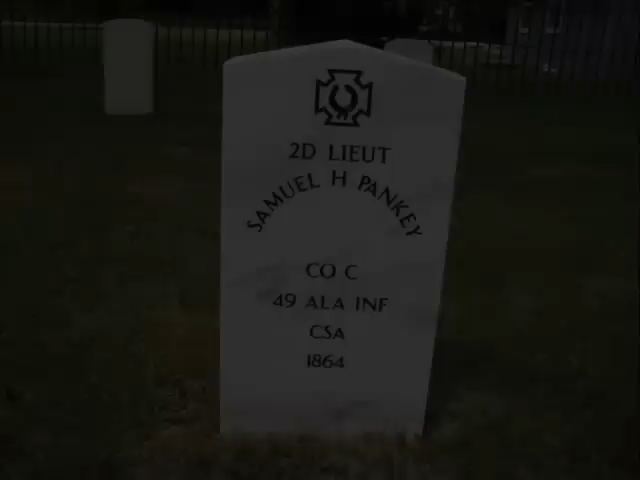 2D LIEUT
SAMUEL H PANKEY
CO C
49 ALA INF
CSA
1864